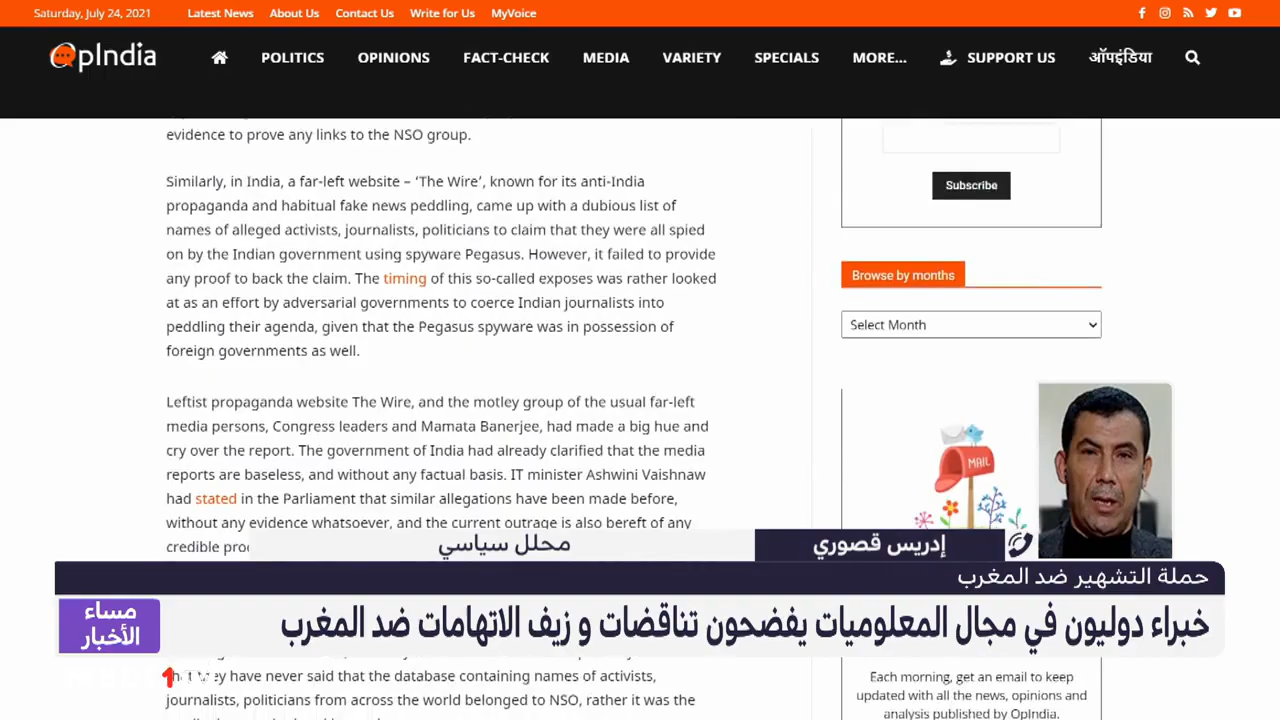 Saturday, July 24, 2021
Latest News About Us Contact Us Write for Us MyVoice
OpIndia
POLITICS OPINIONS FACT-CHECK MEDIA VARIETY SPECIALS MORE... SUPPORT US ऑपइंडिया
evidence to prove any links to the NSO group.
Similarly, in India, a far-left website – ‘The Wire’, known for its anti-India
propaganda and habitual fake news peddling, came up with a dubious list of
names of alleged activists, journalists, politicians to claim that they were all spied
on by the Indian government using spyware Pegasus. However, it failed to provide
any proof to back the claim. The timing of this so-called exposes was rather looked
at as an effort by adversarial governments to coerce Indian journalists into
peddling their agenda, given that the Pegasus spyware was in possession of
foreign governments as well.
Leftist propaganda website The Wire, and the motley group of the usual far-left
media persons, Congress leaders and Mamata Banerjee, had made a big hue and
cry over the report. The government of India had already clarified that the media
reports are baseless, and without any factual basis. IT minister Ashwini Vaishnaw
had stated in the Parliament that similar allegations have been made before,
without any evidence whatsoever, and the current outrage is also bereft of any
credible
Subscribe
Browse by months
Select Month
MAIL
إدريس قصوري
محلل سياسي
حملة التشهير ضد المغرب
مساء
الأخبار
خبراء دوليون في مجال المعلوميات يفضحون تناقضات و زيف الاتهامات ضد المغرب
they have never said that the database containing names of activists,
journalists, politicians from across the world belonged to NSO, rather it was the
Each morning, get an email to keep
updated with all the news, opinions and
analysis published by OpIndia.